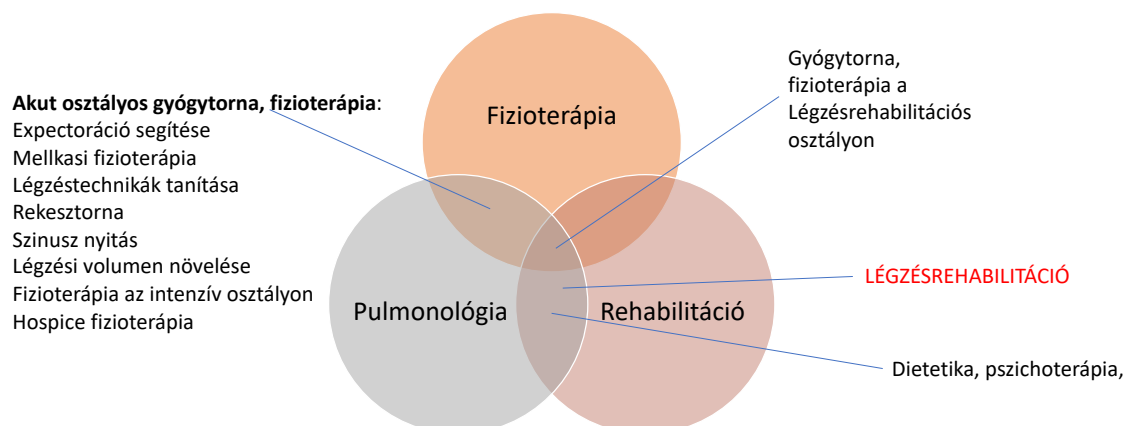 Akut osztályos gyógytorna, fizioterápia:
Expectoráció segítése
Mellkasi fizioterápia
Légzéstechnikák tanítása
Rekesztorna
Szinusz nyitás
Légzési volumen növelése
Fizioterápia az intenzív osztályon
Hospice fizioterápia
Fizioterápia
Pulmonológia
Rehabilitáció
Gyógytorna,
fizioterápia a
Légzésrehabilitációs
osztályon
LÉGZÉSREHABILITÁCIÓ
Dietetika, pszichoterápia,